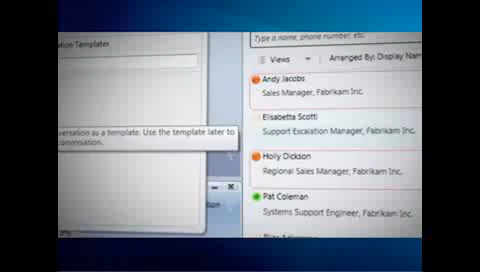 ation Templates
versation as a template. Use the template later to
conversation.
Type a name, phone number, etc.
Views
Arranged By: Display Nam
Andy Jacobs
Sales Manager, Fabrikam Inc.
Elisabetta Scotti
Support Escalation Manager, Fabrikam Inc.
Holly Dickson
Regional Sales Manager, Fabrikam Inc.
Pat Coleman
Systems Support Engineer, Fabrikam Inc.